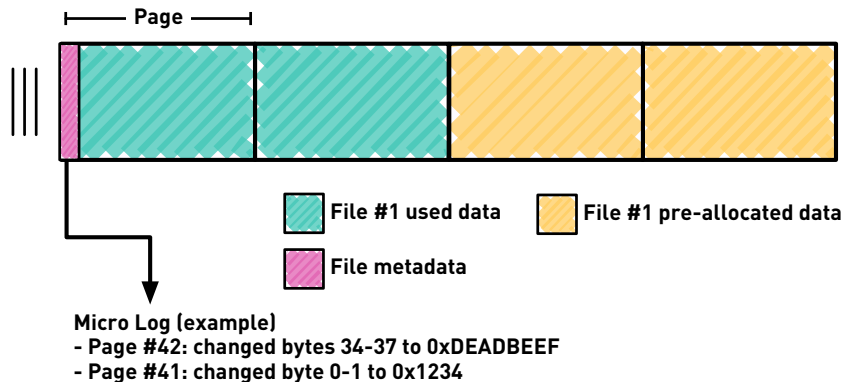 Page
File #1 used data
File #1 pre-allocated data
File metadata
Micro Log (example)
- Page #42: changed bytes 34-37 to 0xDEADBEEF
- Page #41: changed byte 0-1 to 0x1234